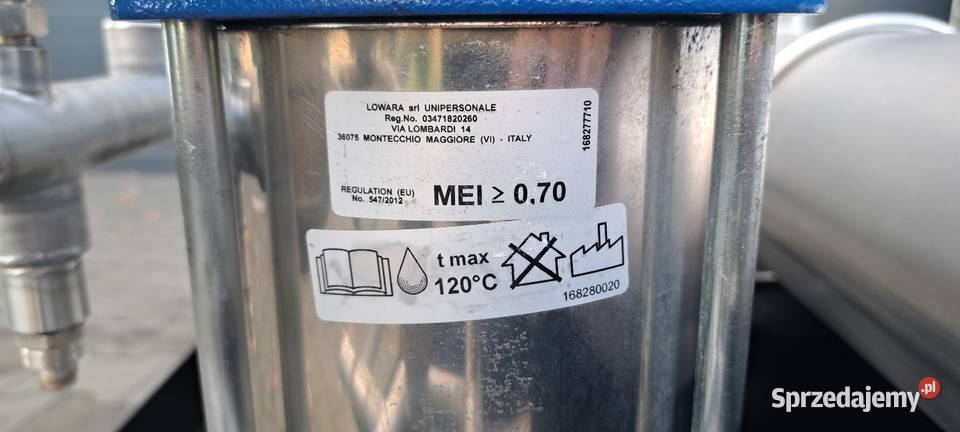 LOWARA srl UNIPERSONALE
Reg.No. 03471820260
VIA LOMBARDI 14
36075 MONTECCHIO MAGGIORE (VI) - ITALY
168277710
REGULATION (EU)
No. 547/2012
MEI ≥ 0,70
t max
120°C
168280020
Sprzedajemy.pl